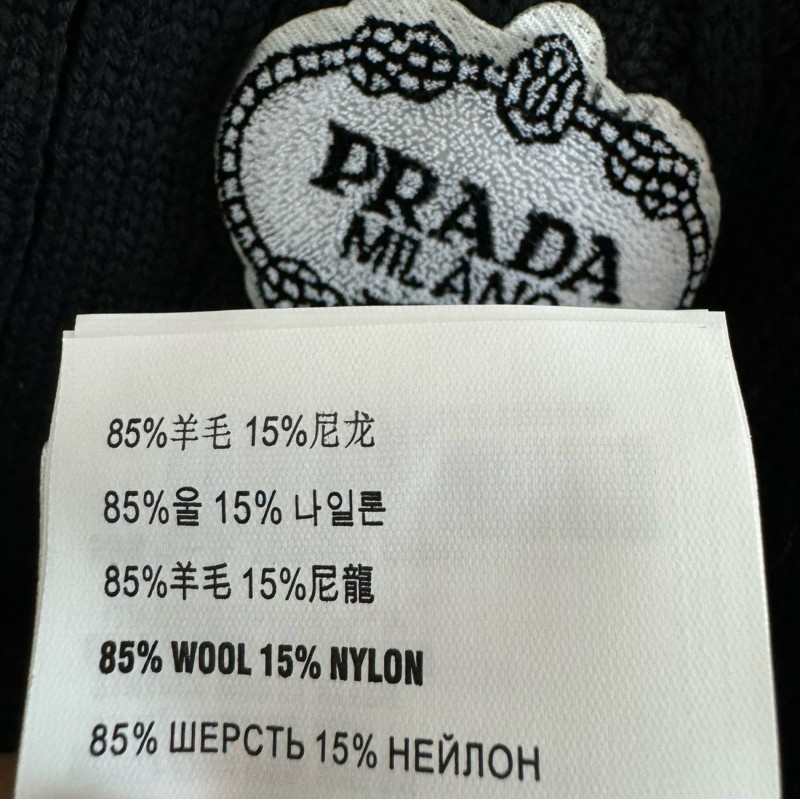 PRADA
MILANO
85%羊毛 15%尼龙
85%울 15% 나일론
85%羊毛 15%尼龍
85% WOOL 15% NYLON
85% ШЕРСТЬ 15% НЕЙЛОН